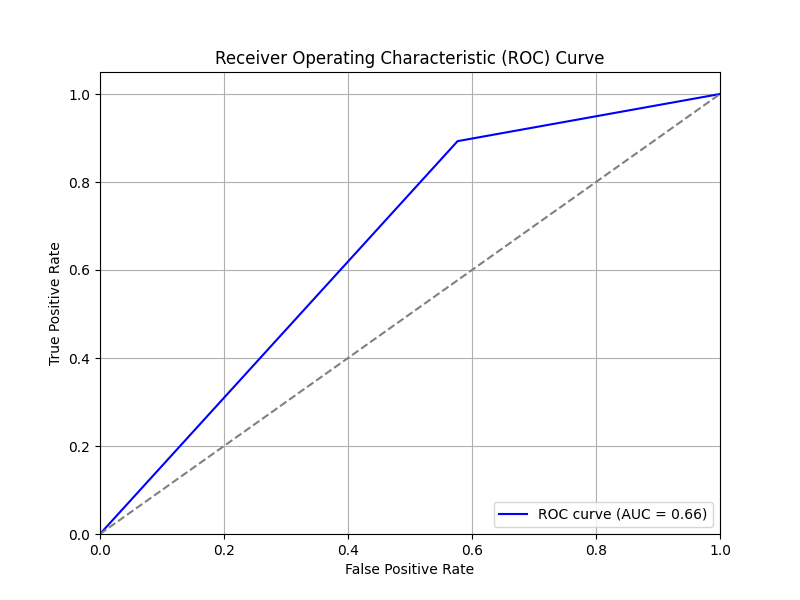 Receiver Operating Characteristic (ROC) Curve
True Positive Rate
1.0
0.8
0.6
0.4
0.2
0.0
ROC curve (AUC = 0.66)
0.0 0.2 0.4 0.6 0.8 1.0
False Positive Rate